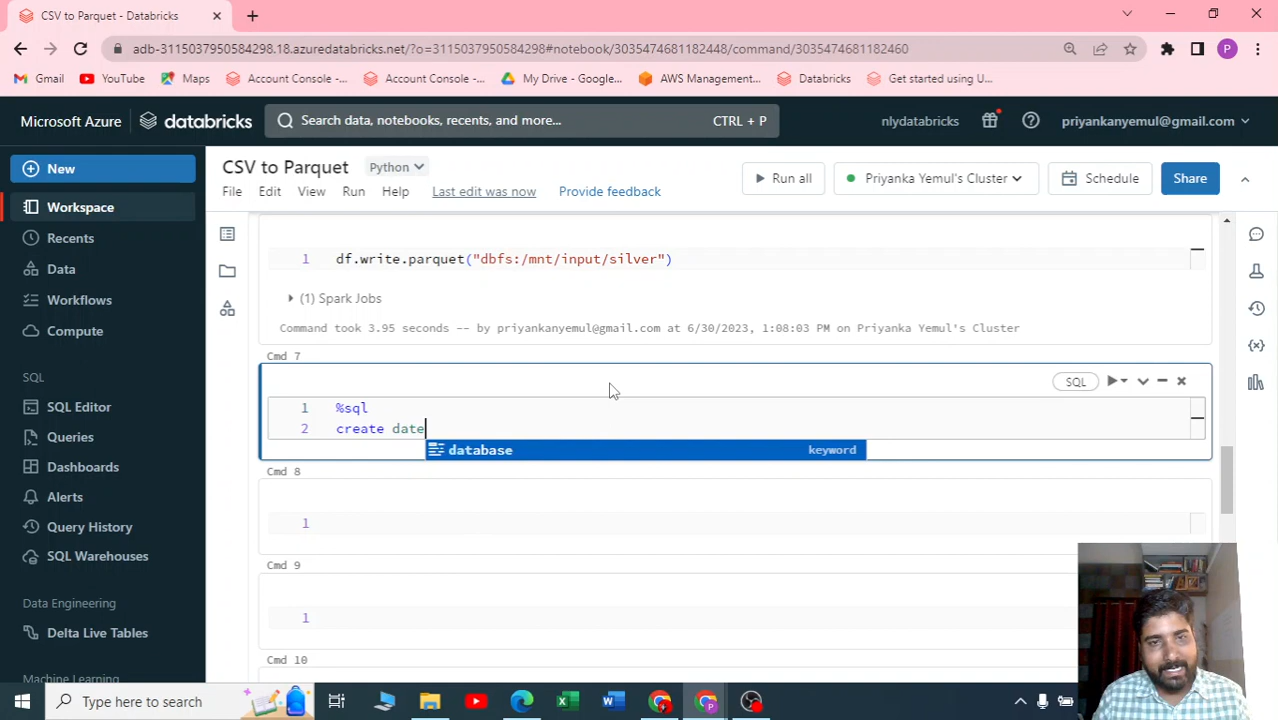 CSV to Parquet - Databricks
adb-3115037950584298.18.azuredatabricks.net/?o=3115037950584298#notebook/3035474681182448/command/3035474681182460
P
Gmail
YouTube
Maps
Account Console -...
Account Console -...
My Drive - Google...
AWS Management...
Databricks
Get started using U...
Microsoft Azure
databricks
Search data, notebooks, recents, and more...
CTRL + P
nlydatabricks
priyankanyemul@gmail.com
New
Workspace
Recents
Data
Workflows
Compute
SQL
SQL Editor
Queries
Dashboards
Alerts
Query History
SQL Warehouses
Data Engineering
Delta Live Tables
Machine Learning
CSV to Parquet
Python
File
Edit
View
Run
Help
Last edit was now
Provide feedback
Run all
Priyanka Yemul's Cluster
Schedule
Share
1 df.write.parquet("dbfs:/mnt/input/silver")
(1) Spark Jobs
Command took 3.95 seconds -- by priyankanyemul@gmail.com at 6/30/2023, 1:08:03 PM on Priyanka Yemul's Cluster
Cmd 7
SQL
1 %sql
2 create date
database
keyword
Cmd 8
1
Cmd 9
1
Cmd 10
Type here to search